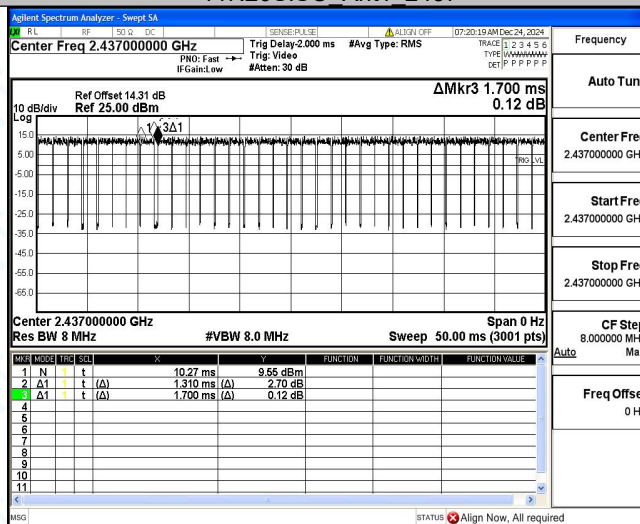 Agilent Spectrum Analyzer - Swept SA
RL RF 50 Ω DC SENSE:PULSE ALIGN OFF 07:20:19 AM Dec 24, 2024
Center Freq 2.437000000 GHz
PNO: Fast
IFGain:Low
Trig Delay-2.000 ms
Trig: Video
#Atten: 30 dB
#Avg Type: RMS
TRACE 1 2 3 4 5 6
TYPE
DET P P P P P P
Ref Offset 14.31 dB
10 dB/div Ref 25.00 dBm
ΔMkr3 1.700 ms
0.12 dB
Log
15.0
5.00
-5.00
-15.0
-25.0
-35.0
-45.0
-55.0
-65.0
3Δ1
TRIG LVL
Center 2.437000000 GHz Span 0 Hz
Res BW 8 MHz #VBW 8.0 MHz Sweep 50.00 ms (3001 pts)
MKR MODE TRC SCL X Y FUNCTION FUNCTION WIDTH FUNCTION VALUE
1 N 1 t 10.27 ms 9.55 dBm
2 Δ1 1 t (Δ) 1.310 ms (Δ) 2.70 dB
3 Δ1 1 t (Δ) 1.700 ms (Δ) 0.12 dB
4
5
6
7
8
9
10
11
MSG STATUS Align Now, All required
Frequency
Auto Tun
Center Fre
2.437000000 GH
Start Fre
2.437000000 GH
Stop Fre
2.437000000 GH
CF Ste
8.000000 MH
Auto Ma
Freq Offse
0 H